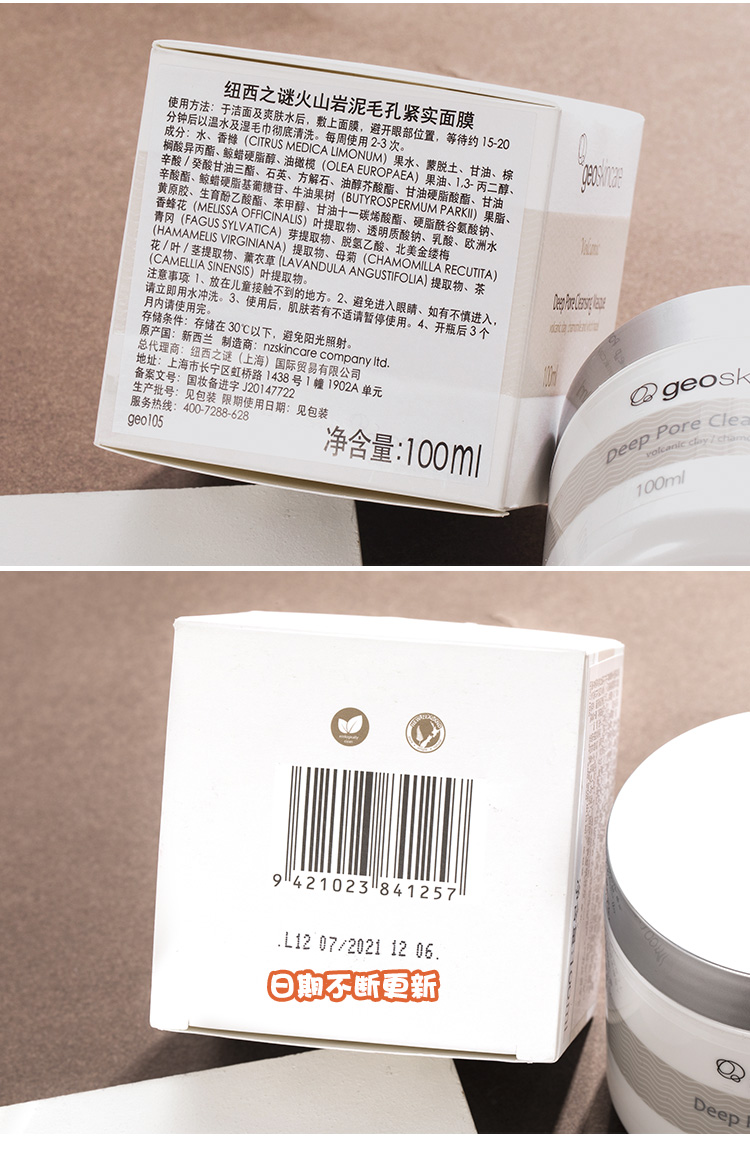 纽西之谜火山岩泥毛孔紧实面膜
使用方法：于洁面及爽肤水后，敷上面膜，避开眼部位置，等待约 15-20
分钟后以温水及湿毛巾彻底清洗。每周使用 2-3 次。
成分：水、香橼 (CITRUS MEDICA LIMONUM) 果水、蒙脱土、甘油、棕
榈酸异丙酯、鲸蜡硬脂醇、油橄榄 (OLEA EUROPAEA) 果油、1,3- 丙二醇、
辛酸 / 癸酸甘油三酯、石英、方解石、油醇芥酸酯、甘油硬脂酸酯、甘油
辛酸酯、鲸蜡硬脂基葡糖苷、牛油果树 (BUTYROSPERMUM PARKII) 果脂、
黄原胶、生育酚乙酸酯、苯甲醇、甘油十一碳烯酸酯、硬脂酰谷氨酸钠、
香蜂花 (MELISSA OFFICINALIS) 叶提取物、透明质酸钠、乳酸、欧洲水
青冈 (FAGUS SYLVATICA) 芽提取物、脱氢乙酸、北美金缕梅
(HAMAMELIS VIRGINIANA) 提取物、母菊 (CHAMOMILLA RECUTITA)
花 / 叶 / 茎提取物、薰衣草 (LAVANDULA ANGUSTIFOLIA) 提取物、茶
(CAMELLIA SINENSIS) 叶提取物。
注意事项: 1、放在儿童接触不到的地方。2、避免进入眼睛、如有不慎进入，
请立即用水冲洗。3、使用后，肌肤若有不适请暂停使用。4、开瓶后 3 个
月内请使用完。
存储条件：存储在 30℃以下，避免阳光照射。
原产国：新西兰 制造商：nzskincare company ltd.
总代理商：纽西之谜（上海）国际贸易有限公司
地址：上海市长宁区虹桥路 1438 号 1 幢 1902A 单元
备案文号：国妆备进字 J20147722
生产批号：见包装 限期使用日期：见包装
服务热线：400-7288-628
geo105
净含量:100ml
geoskincare
Volcanic
Deep Pore Cleansing Masque
100ml
geosk
Deep Pore Clea
volcanic clay / cham
100ml
9 421023 841257
.L12 07/2021 12 06.
日期不断更新
Deep